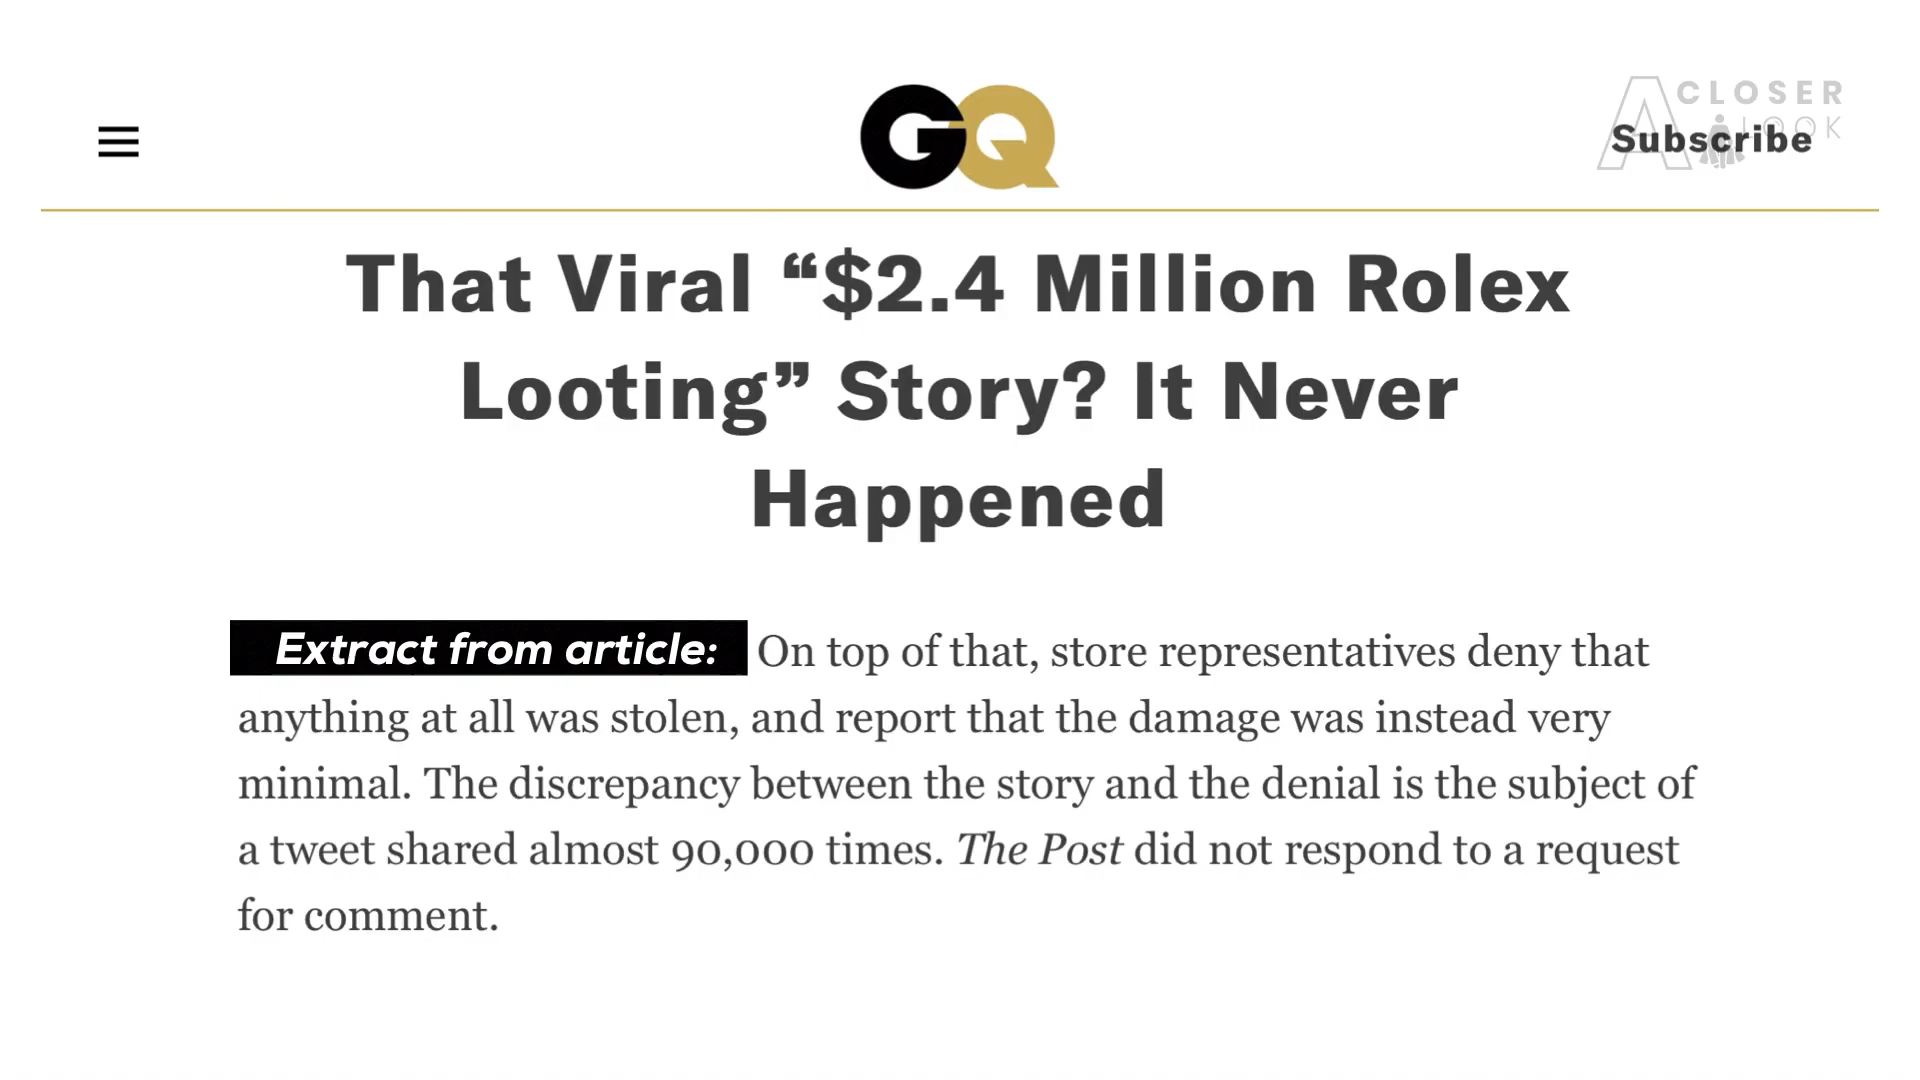 GQ
A CLOSER
LOOK
Subscribe
That Viral “$2.4 Million Rolex
Looting” Story? It Never
Happened
Extract from article: On top of that, store representatives deny that
anything at all was stolen, and report that the damage was instead very
minimal. The discrepancy between the story and the denial is the subject of
a tweet shared almost 90,000 times. The Post did not respond to a request
for comment.